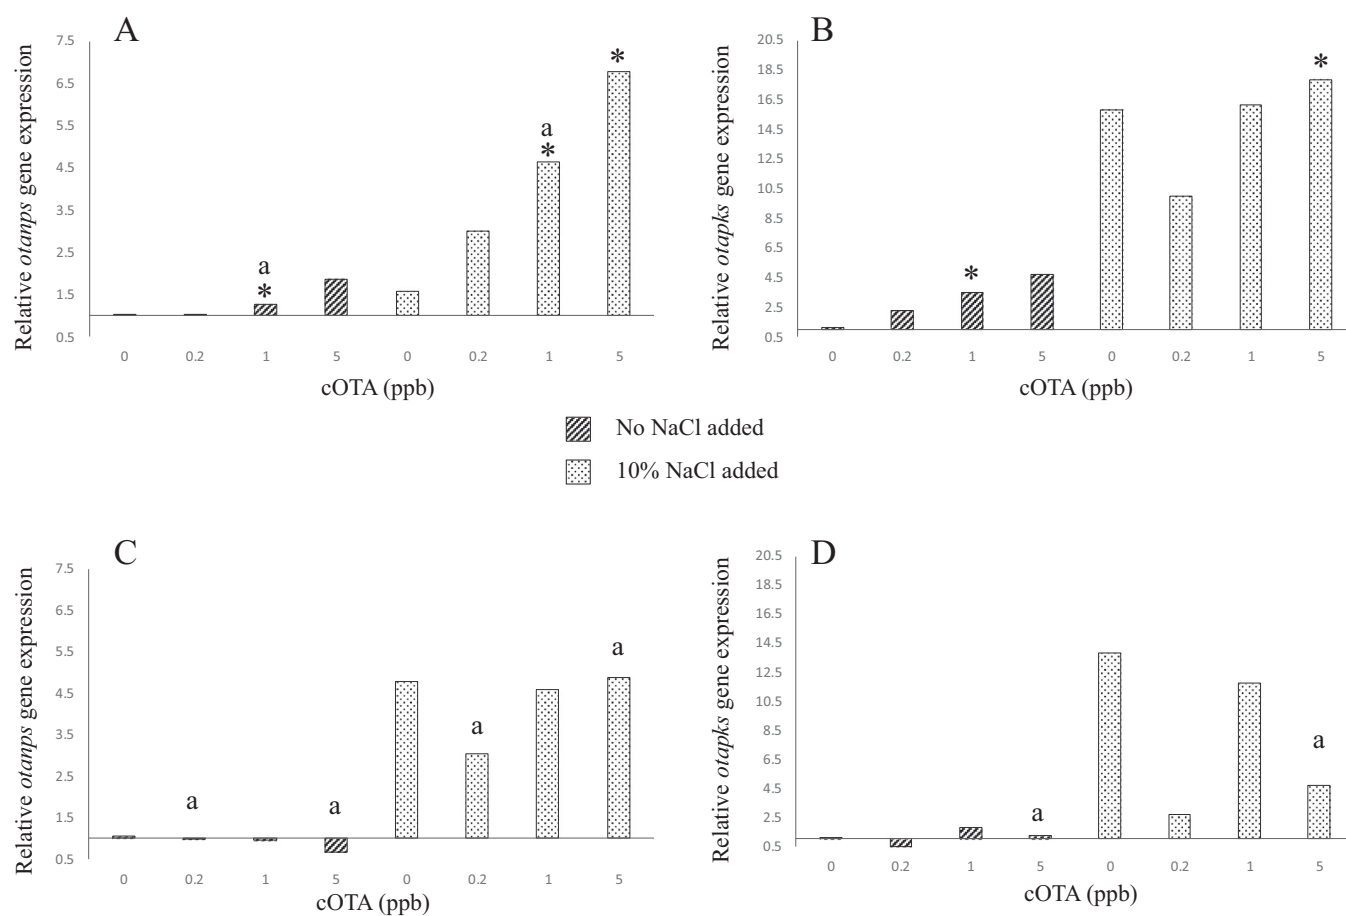 A
Relative otanps gene expression
7.5
6.5
5.5
4.5
3.5
2.5
1.5
0.5
a
*
a
*
*
0 0.2 1 5 0 0.2 1 5
cOTA (ppb)
B
Relative otapks gene expression
20.5
18.5
16.5
14.5
12.5
10.5
8.5
6.5
4.5
2.5
0.5
*
*
0 0.2 1 5 0 0.2 1 5
cOTA (ppb)
No NaCl added
10% NaCl added
C
Relative otanps gene expression
7.5
6.5
5.5
4.5
3.5
2.5
1.5
0.5
a
a
a
a
0 0.2 1 5 0 0.2 1 5
cOTA (ppb)
D
Relative otapks gene expression
20.5
18.5
16.5
14.5
12.5
10.5
8.5
6.5
4.5
2.5
0.5
a
a
0 0.2 1 5 0 0.2 1 5
cOTA (ppb)